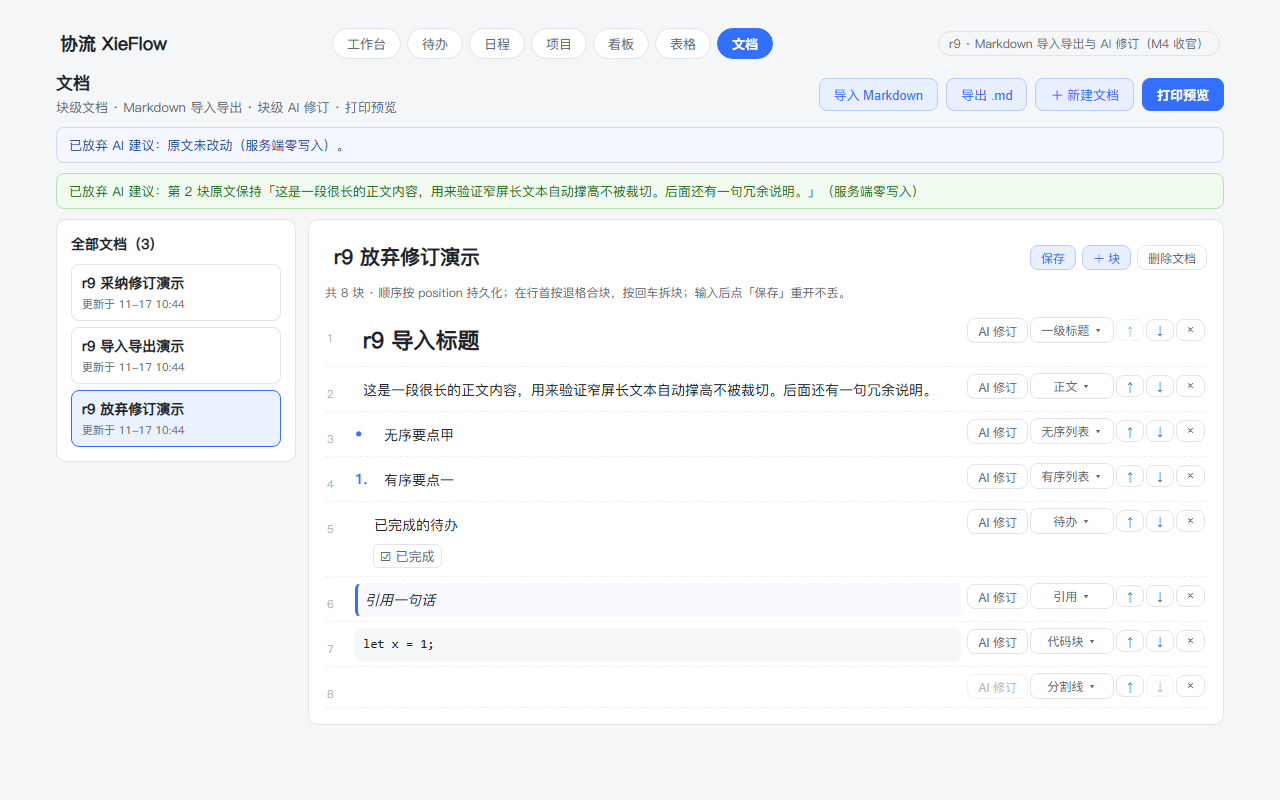 协流 XieFlow
工作台 待办 日程 项目 看板 表格 文档
r9 · Markdown 导入导出与 AI 修订（M4 收官）
文档
块级文档 · Markdown 导入导出 · 块级 AI 修订 · 打印预览
导入 Markdown 导出 .md ＋ 新建文档 打印预览
已放弃 AI 建议：原文未改动（服务端零写入）。
已放弃 AI 建议：第 2 块原文保持「这是一段很长的正文内容，用来验证窄屏长文本自动撑高不被裁切。后面还有一句冗余说明。」（服务端零写入）
全部文档（3）
r9 采纳修订演示
更新于 11-17 10:44
r9 导入导出演示
更新于 11-17 10:44
r9 放弃修订演示
更新于 11-17 10:44
r9 放弃修订演示
保存 ＋ 块 删除文档
共 8 块 · 顺序按 position 持久化；在行首按退格合块，按回车拆块；输入后点「保存」重开不丢。
1 r9 导入标题 AI 修订 一级标题 ▾ ↑ ↓ ×
2 这是一段很长的正文内容，用来验证窄屏长文本自动撑高不被裁切。后面还有一句冗余说明。 AI 修订 正文 ▾ ↑ ↓ ×
3 • 无序要点甲 AI 修订 无序列表 ▾ ↑ ↓ ×
4 1. 有序要点一 AI 修订 有序列表 ▾ ↑ ↓ ×
5 已完成的待办 AI 修订 待办 ▾ ↑ ↓ ×
☑ 已完成
6 引用一句话 AI 修订 引用 ▾ ↑ ↓ ×
7 let x = 1; AI 修订 代码块 ▾ ↑ ↓ ×
8 AI 修订 分割线 ▾ ↑ ↓ ×